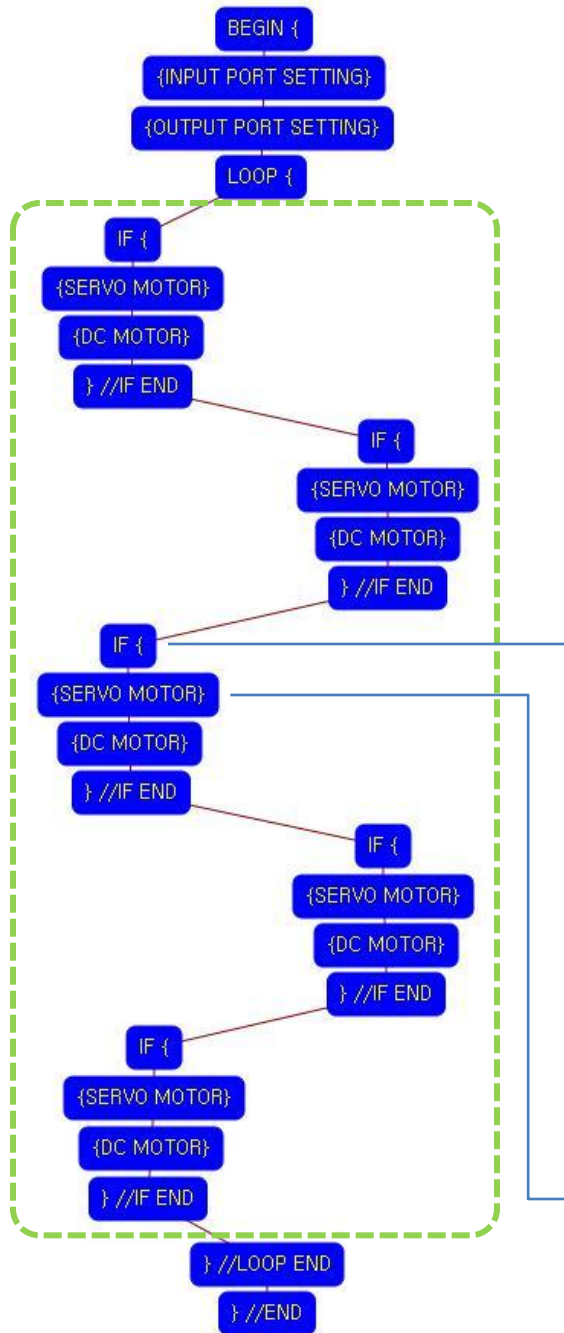 BEGIN {
{INPUT PORT SETTING}
{OUTPUT PORT SETTING}
LOOP {
IF {
{SERVO MOTOR}
{DC MOTOR}
} //IF END
IF {
{SERVO MOTOR}
{DC MOTOR}
} //IF END
IF {
{SERVO MOTOR}
{DC MOTOR}
} //IF END
IF {
{SERVO MOTOR}
{DC MOTOR}
} //IF END
IF {
{SERVO MOTOR}
{DC MOTOR}
} //IF END
} //LOOP END
} //END